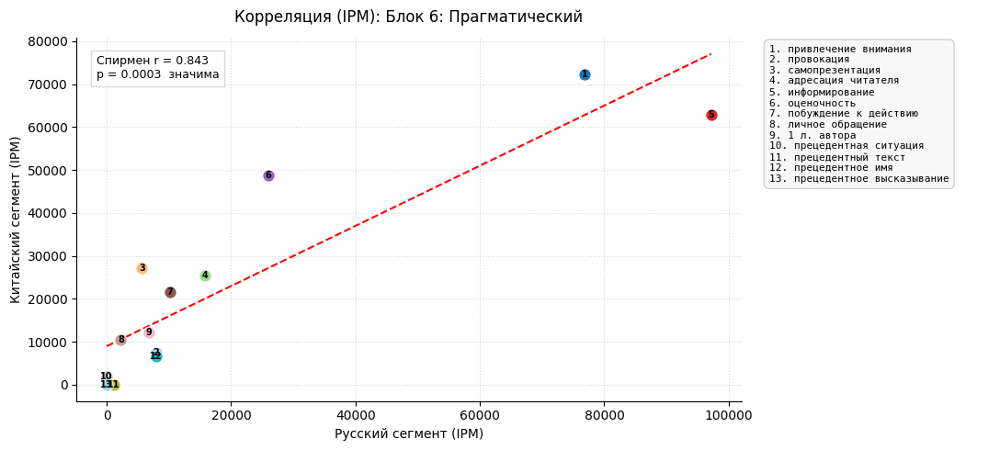 Корреляция (IPM): Блок 6: Прагматический
Спирмен r = 0.843
p = 0.0003  значима
Китайский сегмент (IPM)
80000
70000
60000
50000
40000
30000
20000
10000
0
1
5
6
3
4
7
9
8
2
12
10
13
11
0
20000
40000
60000
80000
100000
Русский сегмент (IPM)
1. привлечение внимания
2. провокация
3. самопрезентация
4. адресация читателя
5. информирование
6. оценочность
7. побуждение к действию
8. личное обращение
9. 1 л. автора
10. прецедентная ситуация
11. прецедентный текст
12. прецедентное имя
13. прецедентное высказывание